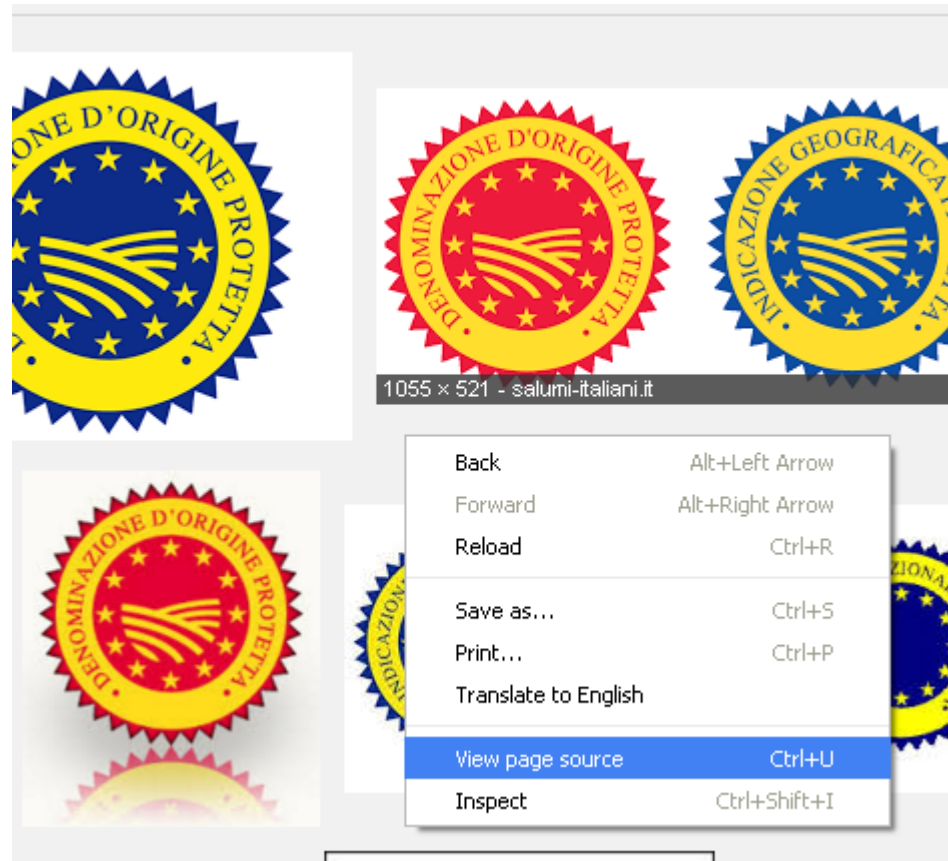 ONE D'ORIGINE PROTETTA
DENOMINAZIONE D'ORIGINE PROTETTA
INDICAZIONE GEOGRAFICA
1055 × 521 - salumi-italiani.it
Back Alt+Left Arrow
Forward Alt+Right Arrow
Reload Ctrl+R
DENOMINAZIONE D'ORIGINE PROTETTA
Save as... Ctrl+S
Print... Ctrl+P
Translate to English
View page source Ctrl+U
Inspect Ctrl+Shift+I